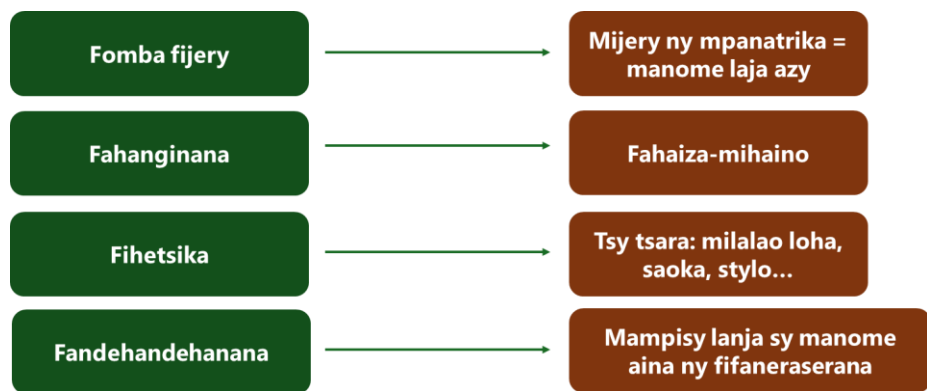 Fomba fijery
Mijery ny mpanatrika =
manome laja azy
Fahanginana
Fahaiza-mihaino
Fihetsika
Tsy tsara: milalao loha,
saoka, stylo…
Fandehandehanana
Mampisy lanja sy manome
aina ny fifaneraserana